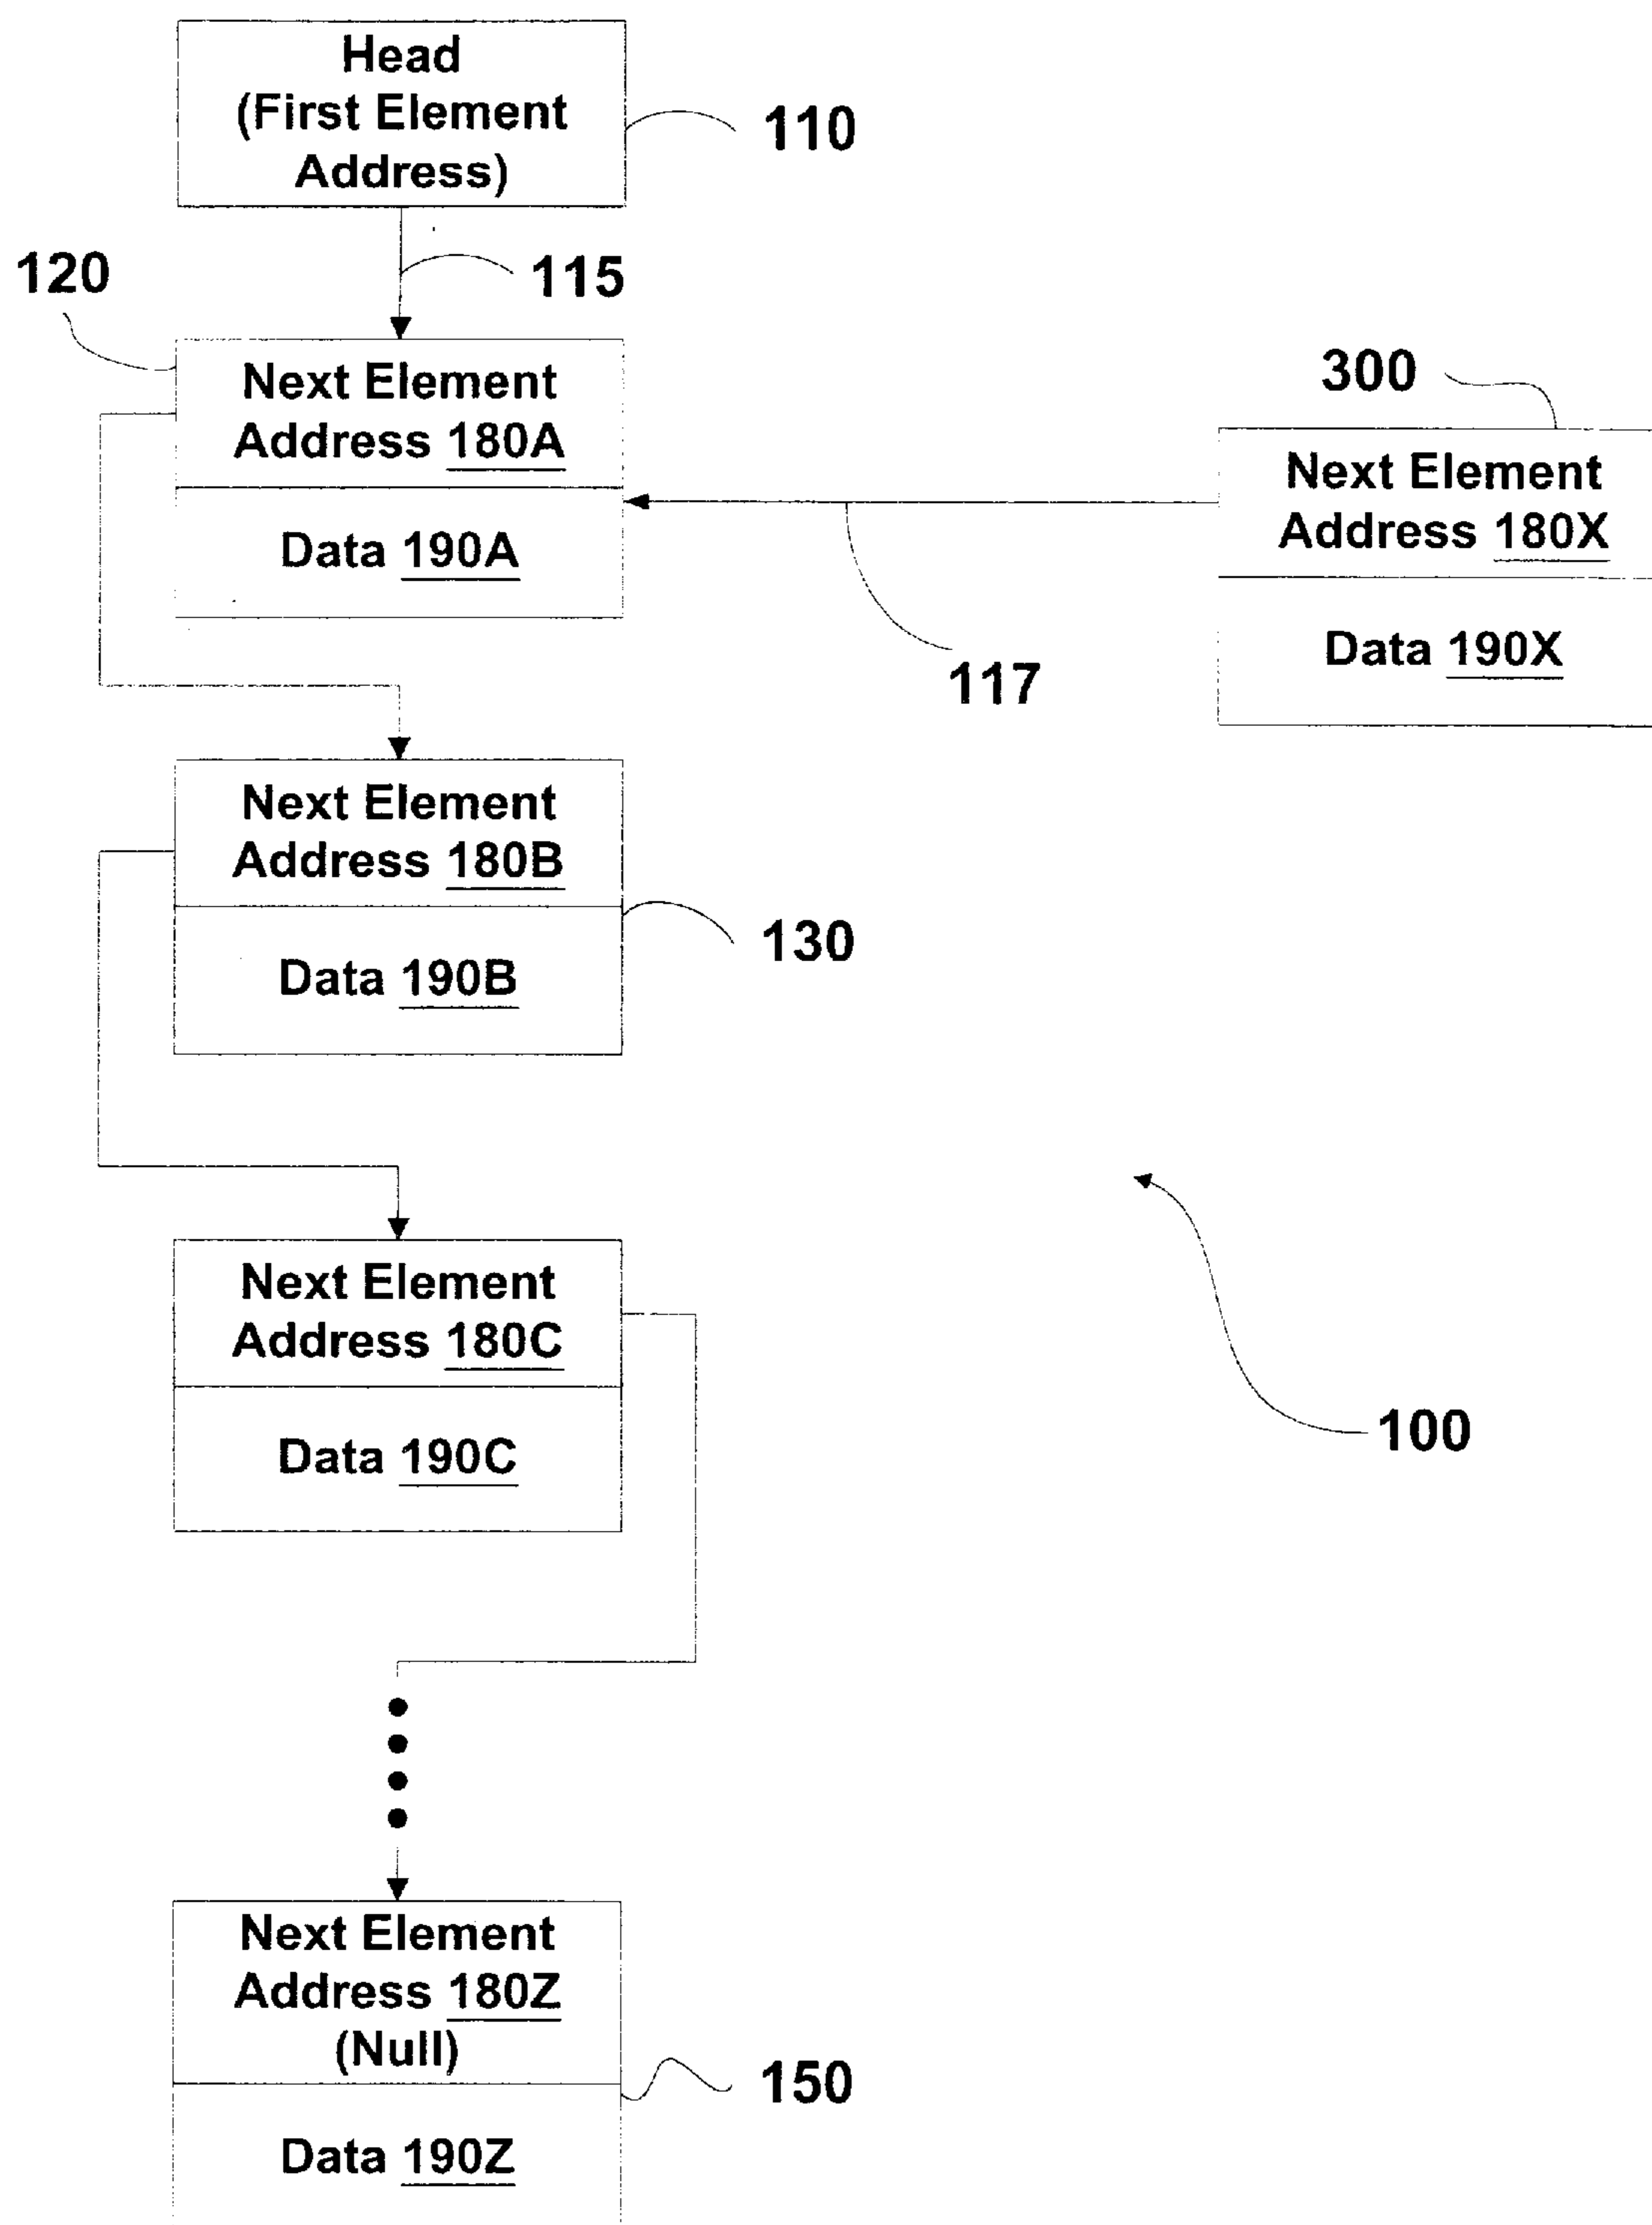 Head
(First Element
Address)
110
115
120
Next Element
Address 180A
Data 190A
300
Next Element
Address 180X
Data 190X
117
Next Element
Address 180B
Data 190B
130
Next Element
Address 180C
Data 190C
100
Next Element
Address 180Z
(Null)
150
Data 190Z